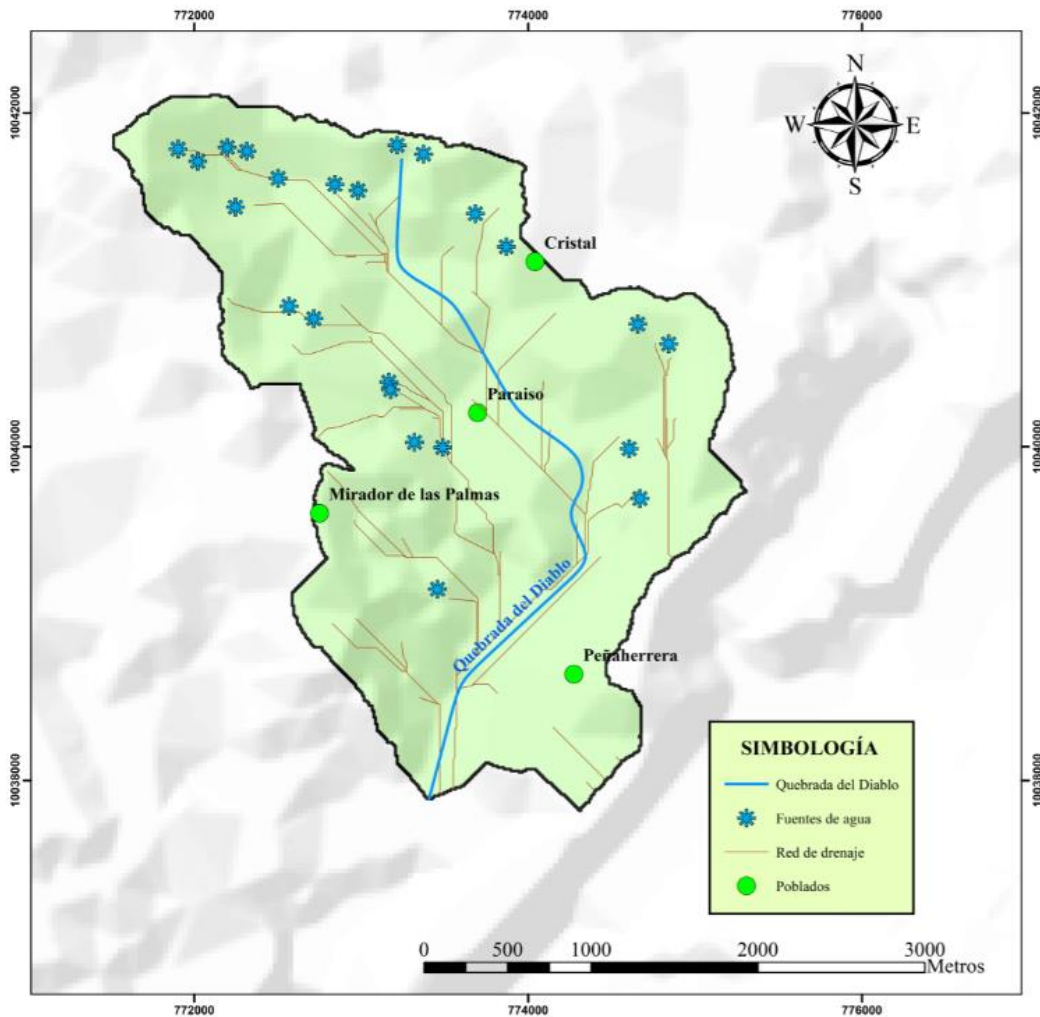 772000
774000
776000
10042000
10042000
N
W
E
S
Cristal
Paraiso
10040000
10040000
Mirador de las Palmas
Quebrada del Diablo
Peñaherrera
SIMBOLOGÍA
Quebrada del Diablo
Fuentes de agua
Red de drenaje
Poblados
10038000
10038000
0
500
1000
2000
3000
Metros
772000
774000
776000